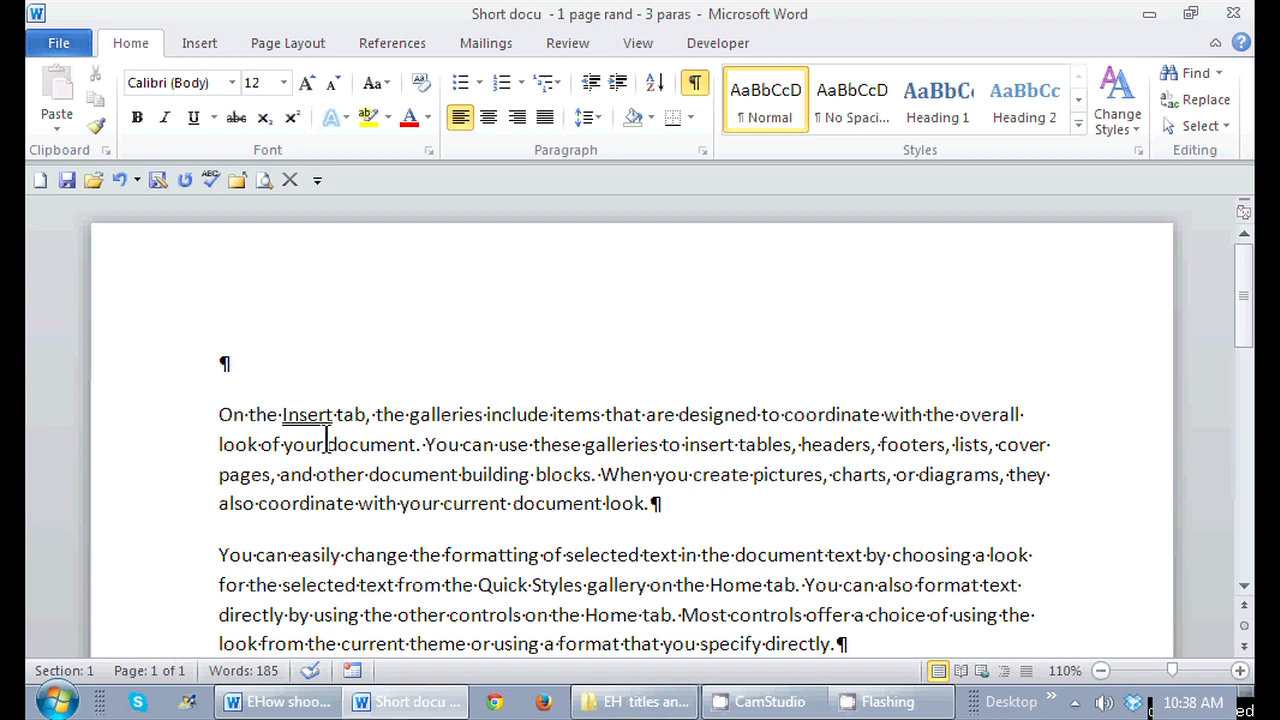 Short docu - 1 page rand - 3 paras - Microsoft Word
File Home Insert Page Layout References Mailings Review View Developer
Calibri (Body) 12 Aa
Paste
B I U abc X₂ X² A A
AaBbCcD AaBbCcD AaBbCc AaBbCc
¶ Normal ¶ No Spaci... Heading 1 Heading 2
Change Styles
Find
Replace
Select
Clipboard Font Paragraph Styles Editing
¶
On·the·Insert·tab,·the·galleries·include·items·that·are·designed·to·coordinate·with·the·overall·
look·of·your·document.·You·can·use·these·galleries·to·insert·tables,·headers,·footers,·lists,·cover·
pages,·and·other·document·building·blocks.·When·you·create·pictures,·charts,·or·diagrams,·they·
also·coordinate·with·your·current·document·look.¶
You·can·easily·change·the·formatting·of·selected·text·in·the·document·text·by·choosing·a·look·
for·the·selected·text·from·the·Quick·Styles·gallery·on·the·Home·tab.·You·can·also·format·text·
directly·by·using·the·other·controls·on·the·Home·tab.·Most·controls·offer·a·choice·of·using·the·
look·from·the·current·theme·or·using·a·format·that·you·specify·directly.¶
Section: 1 Page: 1 of 1 Words: 185 110%
EHow shoo... Short docu ... EH titles an... CamStudio Flashing Desktop 10:38 AM